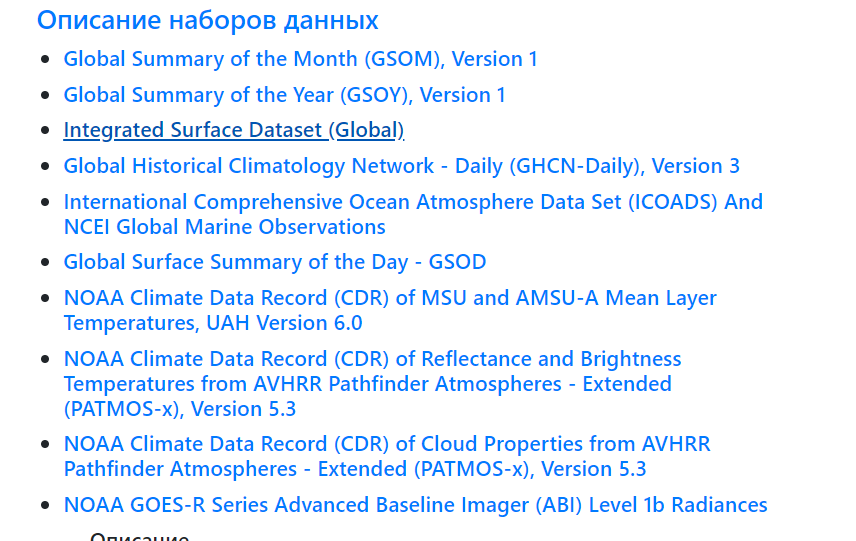 Описание наборов данных
Global Summary of the Month (GSOM), Version 1
Global Summary of the Year (GSOY), Version 1
Integrated Surface Dataset (Global)
Global Historical Climatology Network - Daily (GHCN-Daily), Version 3
International Comprehensive Ocean Atmosphere Data Set (ICOADS) And
NCEI Global Marine Observations
Global Surface Summary of the Day - GSOD
NOAA Climate Data Record (CDR) of MSU and AMSU-A Mean Layer
Temperatures, UAH Version 6.0
NOAA Climate Data Record (CDR) of Reflectance and Brightness
Temperatures from AVHRR Pathfinder Atmospheres - Extended
(PATMOS-x), Version 5.3
NOAA Climate Data Record (CDR) of Cloud Properties from AVHRR
Pathfinder Atmospheres - Extended (PATMOS-x), Version 5.3
NOAA GOES-R Series Advanced Baseline Imager (ABI) Level 1b Radiances
Описание